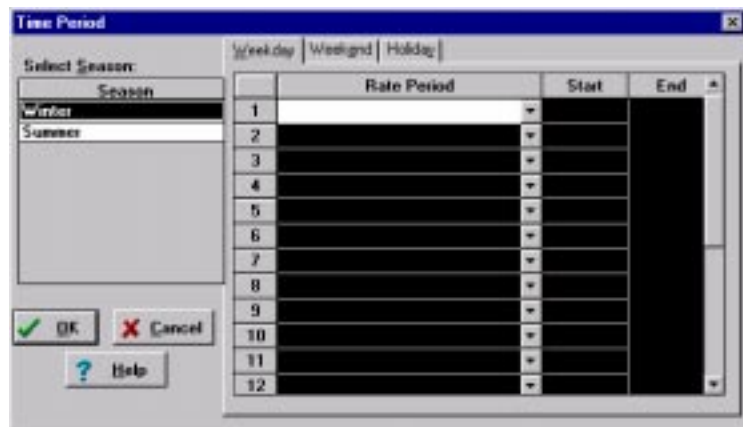 Time Period
Select Season:
Season
Winter
Summer
OK
Cancel
Help
Weekday Weekend Holiday
Rate Period Start End
1
2
3
4
5
6
7
8
9
10
11
12